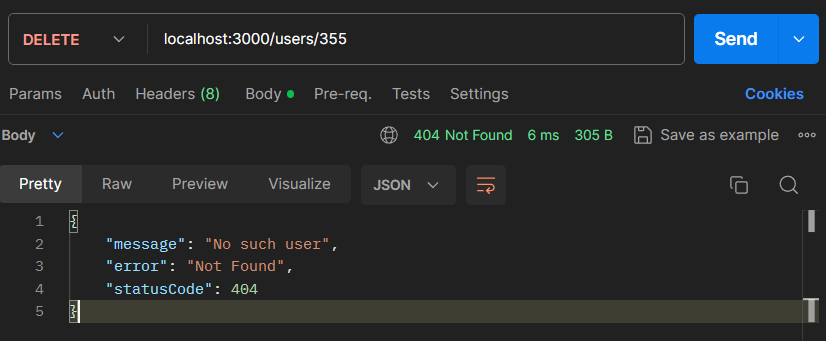 DELETE localhost:3000/users/355 Send
Params Auth Headers (8) Body Pre-req. Tests Settings Cookies
Body 404 Not Found 6 ms 305 B Save as example
Pretty Raw Preview Visualize JSON
1 {
2 "message": "No such user",
3 "error": "Not Found",
4 "statusCode": 404
5 }